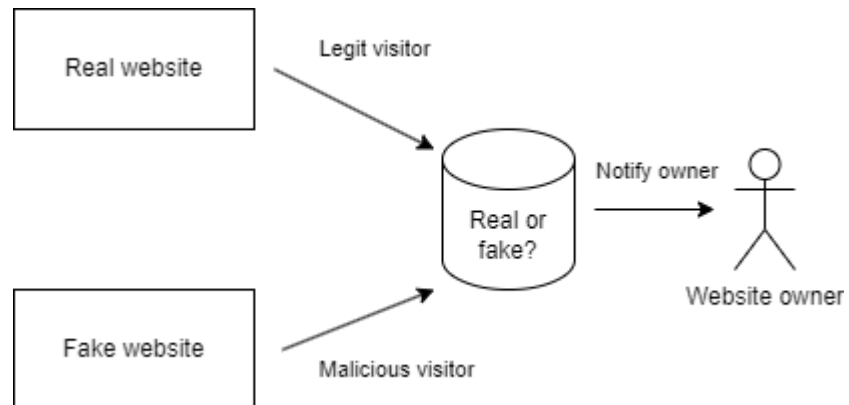 Real website
Legit visitor
Real or
fake?
Notify owner
Website owner
Fake website
Malicious visitor